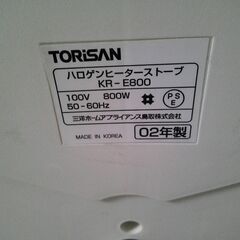 TORiSAN
ハロゲンヒーターストーブ
KR-E800
100V 800W
50-60Hz
PSE
三洋ホームアプライアンス鳥取株式会社
MADE IN KOREA
02年製